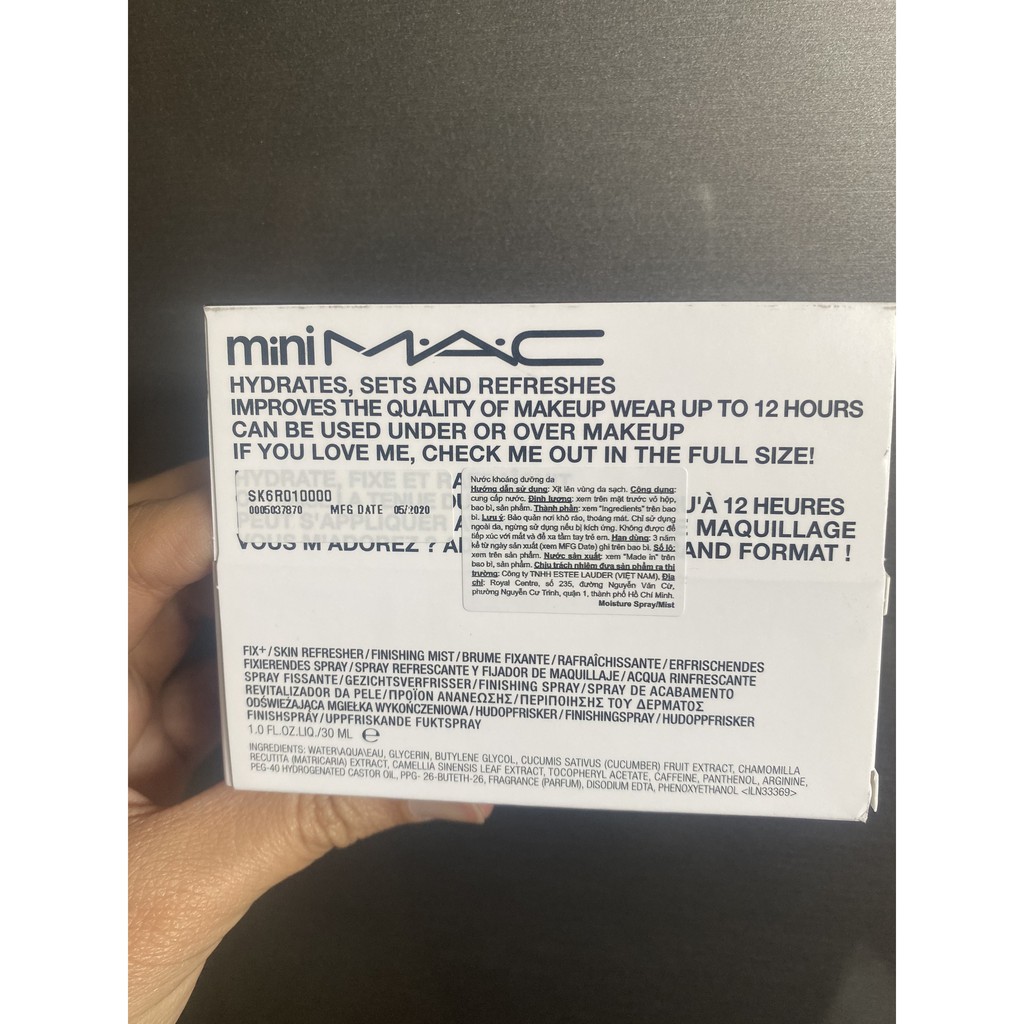 mini M·A·C
HYDRATES, SETS AND REFRESHES
IMPROVES THE QUALITY OF MAKEUP WEAR UP TO 12 HOURS
CAN BE USED UNDER OR OVER MAKEUP
IF YOU LOVE ME, CHECK ME OUT IN THE FULL SIZE!
HYDRATE, FIXE ET
LA TENUE 'À 12 HEURES
PEUT S'APPLIQUER MAQUILLAGE
VOUS M'ADOREZ ? AND FORMAT !
SK6R010000
0005037870 MFG DATE 05/2020
Nước khoáng dưỡng da
Hướng dẫn sử dụng: Xịt lên vùng da sạch. Công dụng:
cung cấp nước. Định lượng: xem trên mặt trước vỏ hộp,
bao bì, sản phẩm. Thành phần: xem "Ingredients" trên bao
bì. Lưu ý: Bảo quản nơi khô ráo, thoáng mát. Chỉ sử dụng
ngoài da, ngừng sử dụng nếu bị kích ứng. Không được để
tiếp xúc với mắt và để xa tầm tay trẻ em. Hạn dùng: 3 năm
kể từ ngày sản xuất (xem MFG Date) ghi trên bao bì. Số lô:
xem trên sản phẩm. Nước sản xuất: xem "Made in" trên
bao bì, sản phẩm. Chịu trách nhiệm đưa sản phẩm ra thị
trường: Công ty TNHH ESTEE LAUDER (VIỆT NAM), Địa
chỉ: Royal Centre, số 235, đường Nguyễn Văn Cừ,
phường Nguyễn Cư Trinh, quận 1, thành phố Hồ Chí Minh.
Moisture Spray/Mist
FIX+/SKIN REFRESHER/FINISHING MIST/BRUME FIXANTE/RAFRAÎCHISSANTE/ERFRISCHENDES
FIXIERENDES SPRAY/SPRAY REFRESCANTE Y FIJADOR DE MAQUILLAJE/ACQUA RINFRESCANTE
SPRAY FISSANTE/GEZICHTSVERFRISSER/FINISHING SPRAY/SPRAY DE ACABAMENTO
REVITALIZADOR DA PELE/ΠΡΟΪΟΝ ΑΝΑΝΕΩΣΗΣ/ΠΕΡΙΠΟΙΗΣΗΣ ΤΟΥ ΔΕΡΜΑΤΟΣ
ODŚWIEŻAJĄCA MGIEŁKA WYKOŃCZENIOWA/HUDOPFRISKER/FINISHINGSPRAY/HUDOPPFRISKER
FINISHSPRAY/UPPFRISKANDE FUKTSPRAY
1.0 FL.OZ.LIQ./30 ML ℮
INGREDIENTS: WATER\AQUA\EAU, GLYCERIN, BUTYLENE GLYCOL, CUCUMIS SATIVUS (CUCUMBER) FRUIT EXTRACT, CHAMOMILLA
RECUTITA (MATRICARIA) EXTRACT, CAMELLIA SINENSIS LEAF EXTRACT, TOCOPHERYL ACETATE, CAFFEINE, PANTHENOL, ARGININE,
PEG-40 HYDROGENATED CASTOR OIL, PPG- 26-BUTETH-26, FRAGRANCE (PARFUM), DISODIUM EDTA, PHENOXYETHANOL <ILN33369>